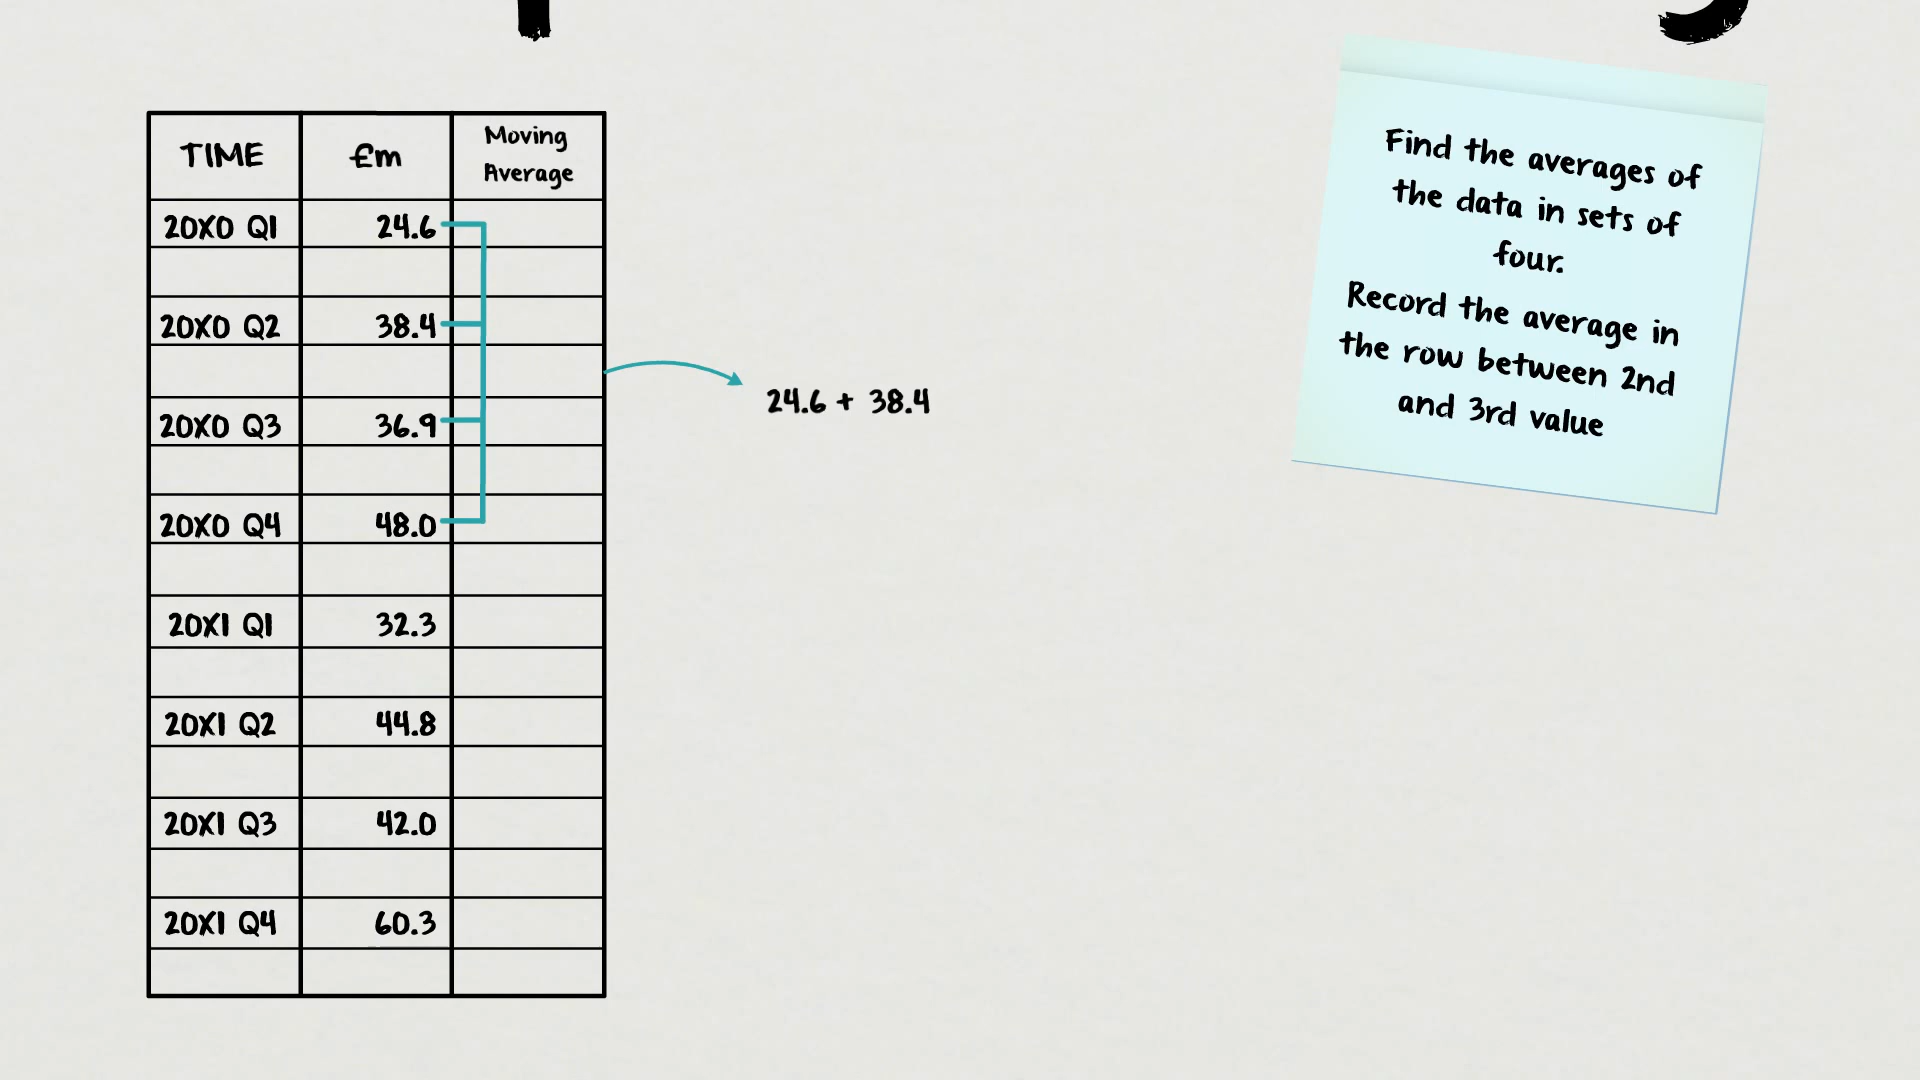 TIME £m Moving
Average
20X0 Q1 24.6
20X0 Q2 38.4
20X0 Q3 36.9
20X0 Q4 48.0
20X1 Q1 32.3
20X1 Q2 44.8
20X1 Q3 42.0
20X1 Q4 60.3
24.6 + 38.4
Find the averages of
the data in sets of
four.
Record the average in
the row between 2nd
and 3rd value